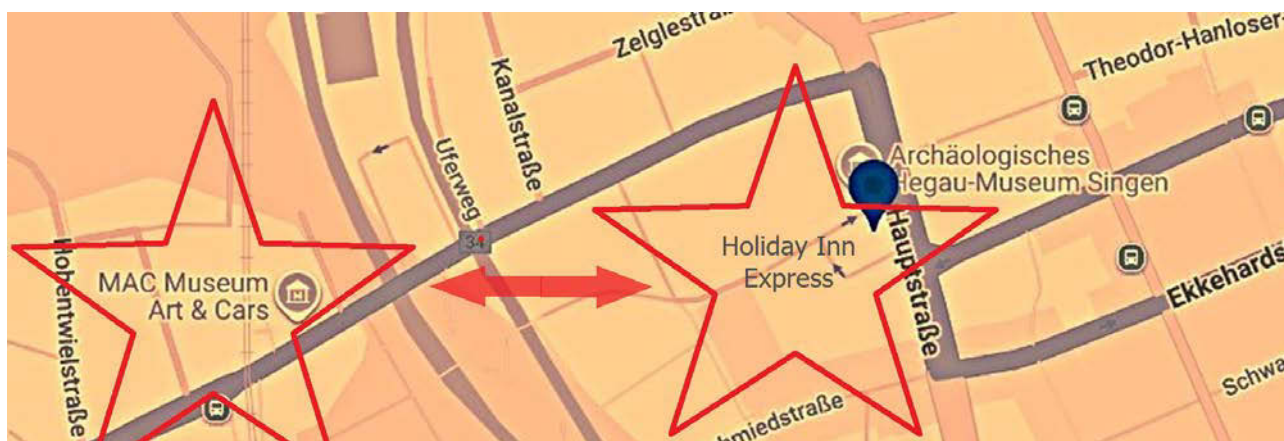 Zelglestraß
Theodor-Hanloser-
Kanalstraße
Uferweg
Archäologisches
Hegau-Museum Singen
34
Hohentwielstraße
MAC Museum
Art & Cars
Holiday Inn
Express
Hauptstraße
Ekkehards
Schwa
hmiedstraße